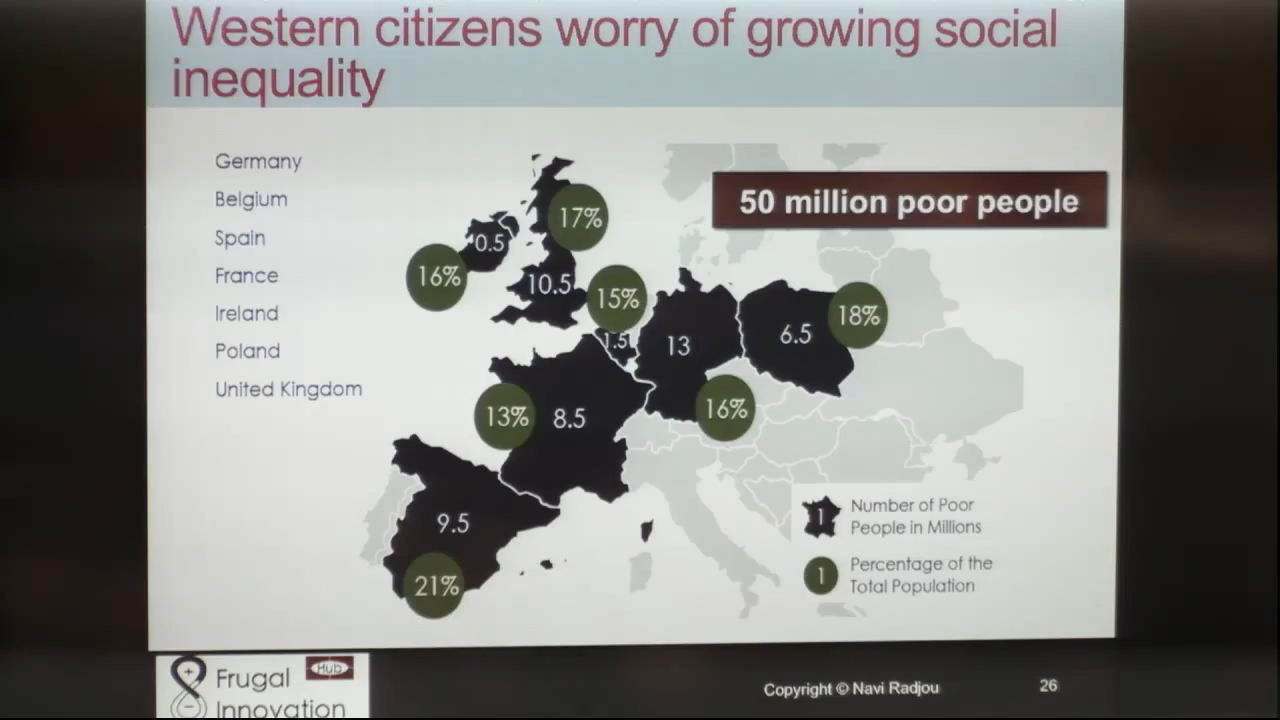 Western citizens worry of growing social
inequality
Germany
Belgium
Spain
France
Ireland
Poland
United Kingdom
50 million poor people
17%
0.5
16%
10.5
15%
18%
1.5
13
6.5
13%
8.5
16%
9.5
21%
1
Number of Poor
People in Millions
1
Percentage of the
Total Population
Frugal
Hub
Innovation
Copyright © Navi Radjou
26